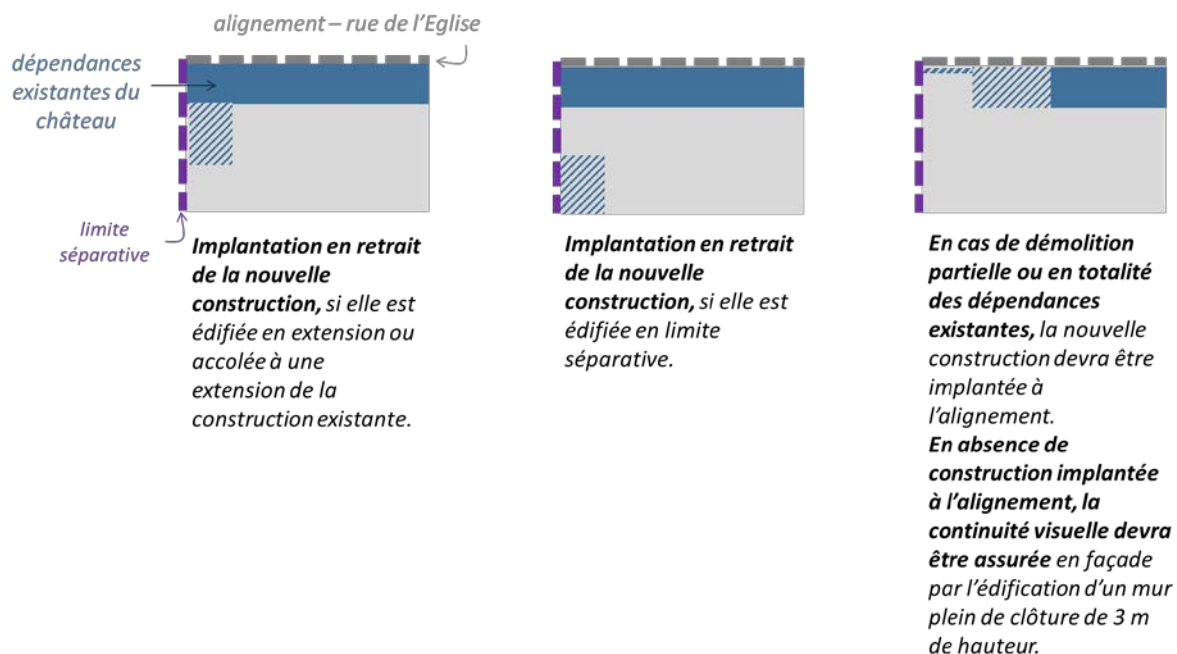 alignement – rue de l’Eglise
dépendances
existantes du
château
limite
séparative
Implantation en retrait
de la nouvelle
construction, si elle est
édifiée en extension ou
accolée à une
extension de la
construction existante.
Implantation en retrait
de la nouvelle
construction, si elle est
édifiée en limite
séparative.
En cas de démolition
partielle ou en totalité
des dépendances
existantes, la nouvelle
construction devra être
implantée à
l’alignement.
En absence de
construction implantée
à l’alignement, la
continuité visuelle devra
être assurée en façade
par l’édification d’un mur
plein de clôture de 3 m
de hauteur.